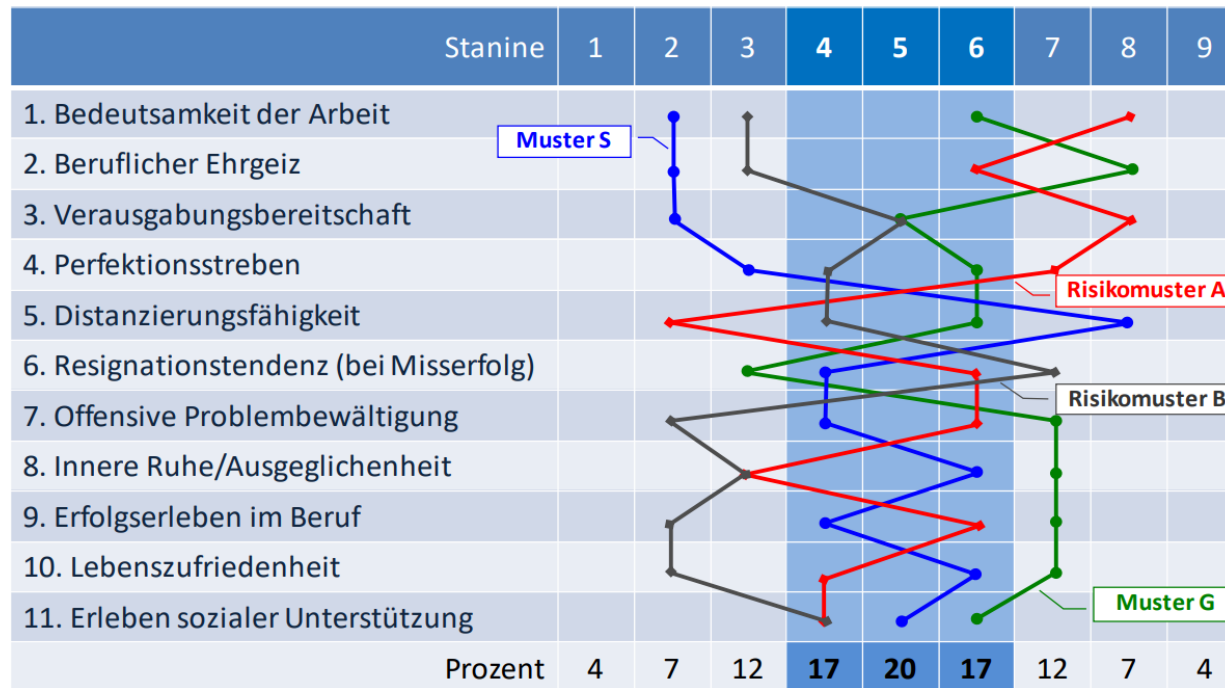 Stanine 1 2 3 4 5 6 7 8 9
1. Bedeutsamkeit der Arbeit
Muster S
2. Beruflicher Ehrgeiz
3. Verausgabungsbereitschaft
4. Perfektionsstreben
Risikomuster A
5. Distanzierungsfähigkeit
6. Resignationstendenz (bei Misserfolg)
Risikomuster B
7. Offensive Problembewältigung
8. Innere Ruhe/Ausgeglichenheit
9. Erfolgserleben im Beruf
10. Lebenszufriedenheit
Muster G
11. Erleben sozialer Unterstützung
Prozent 4 7 12 17 20 17 12 7 4